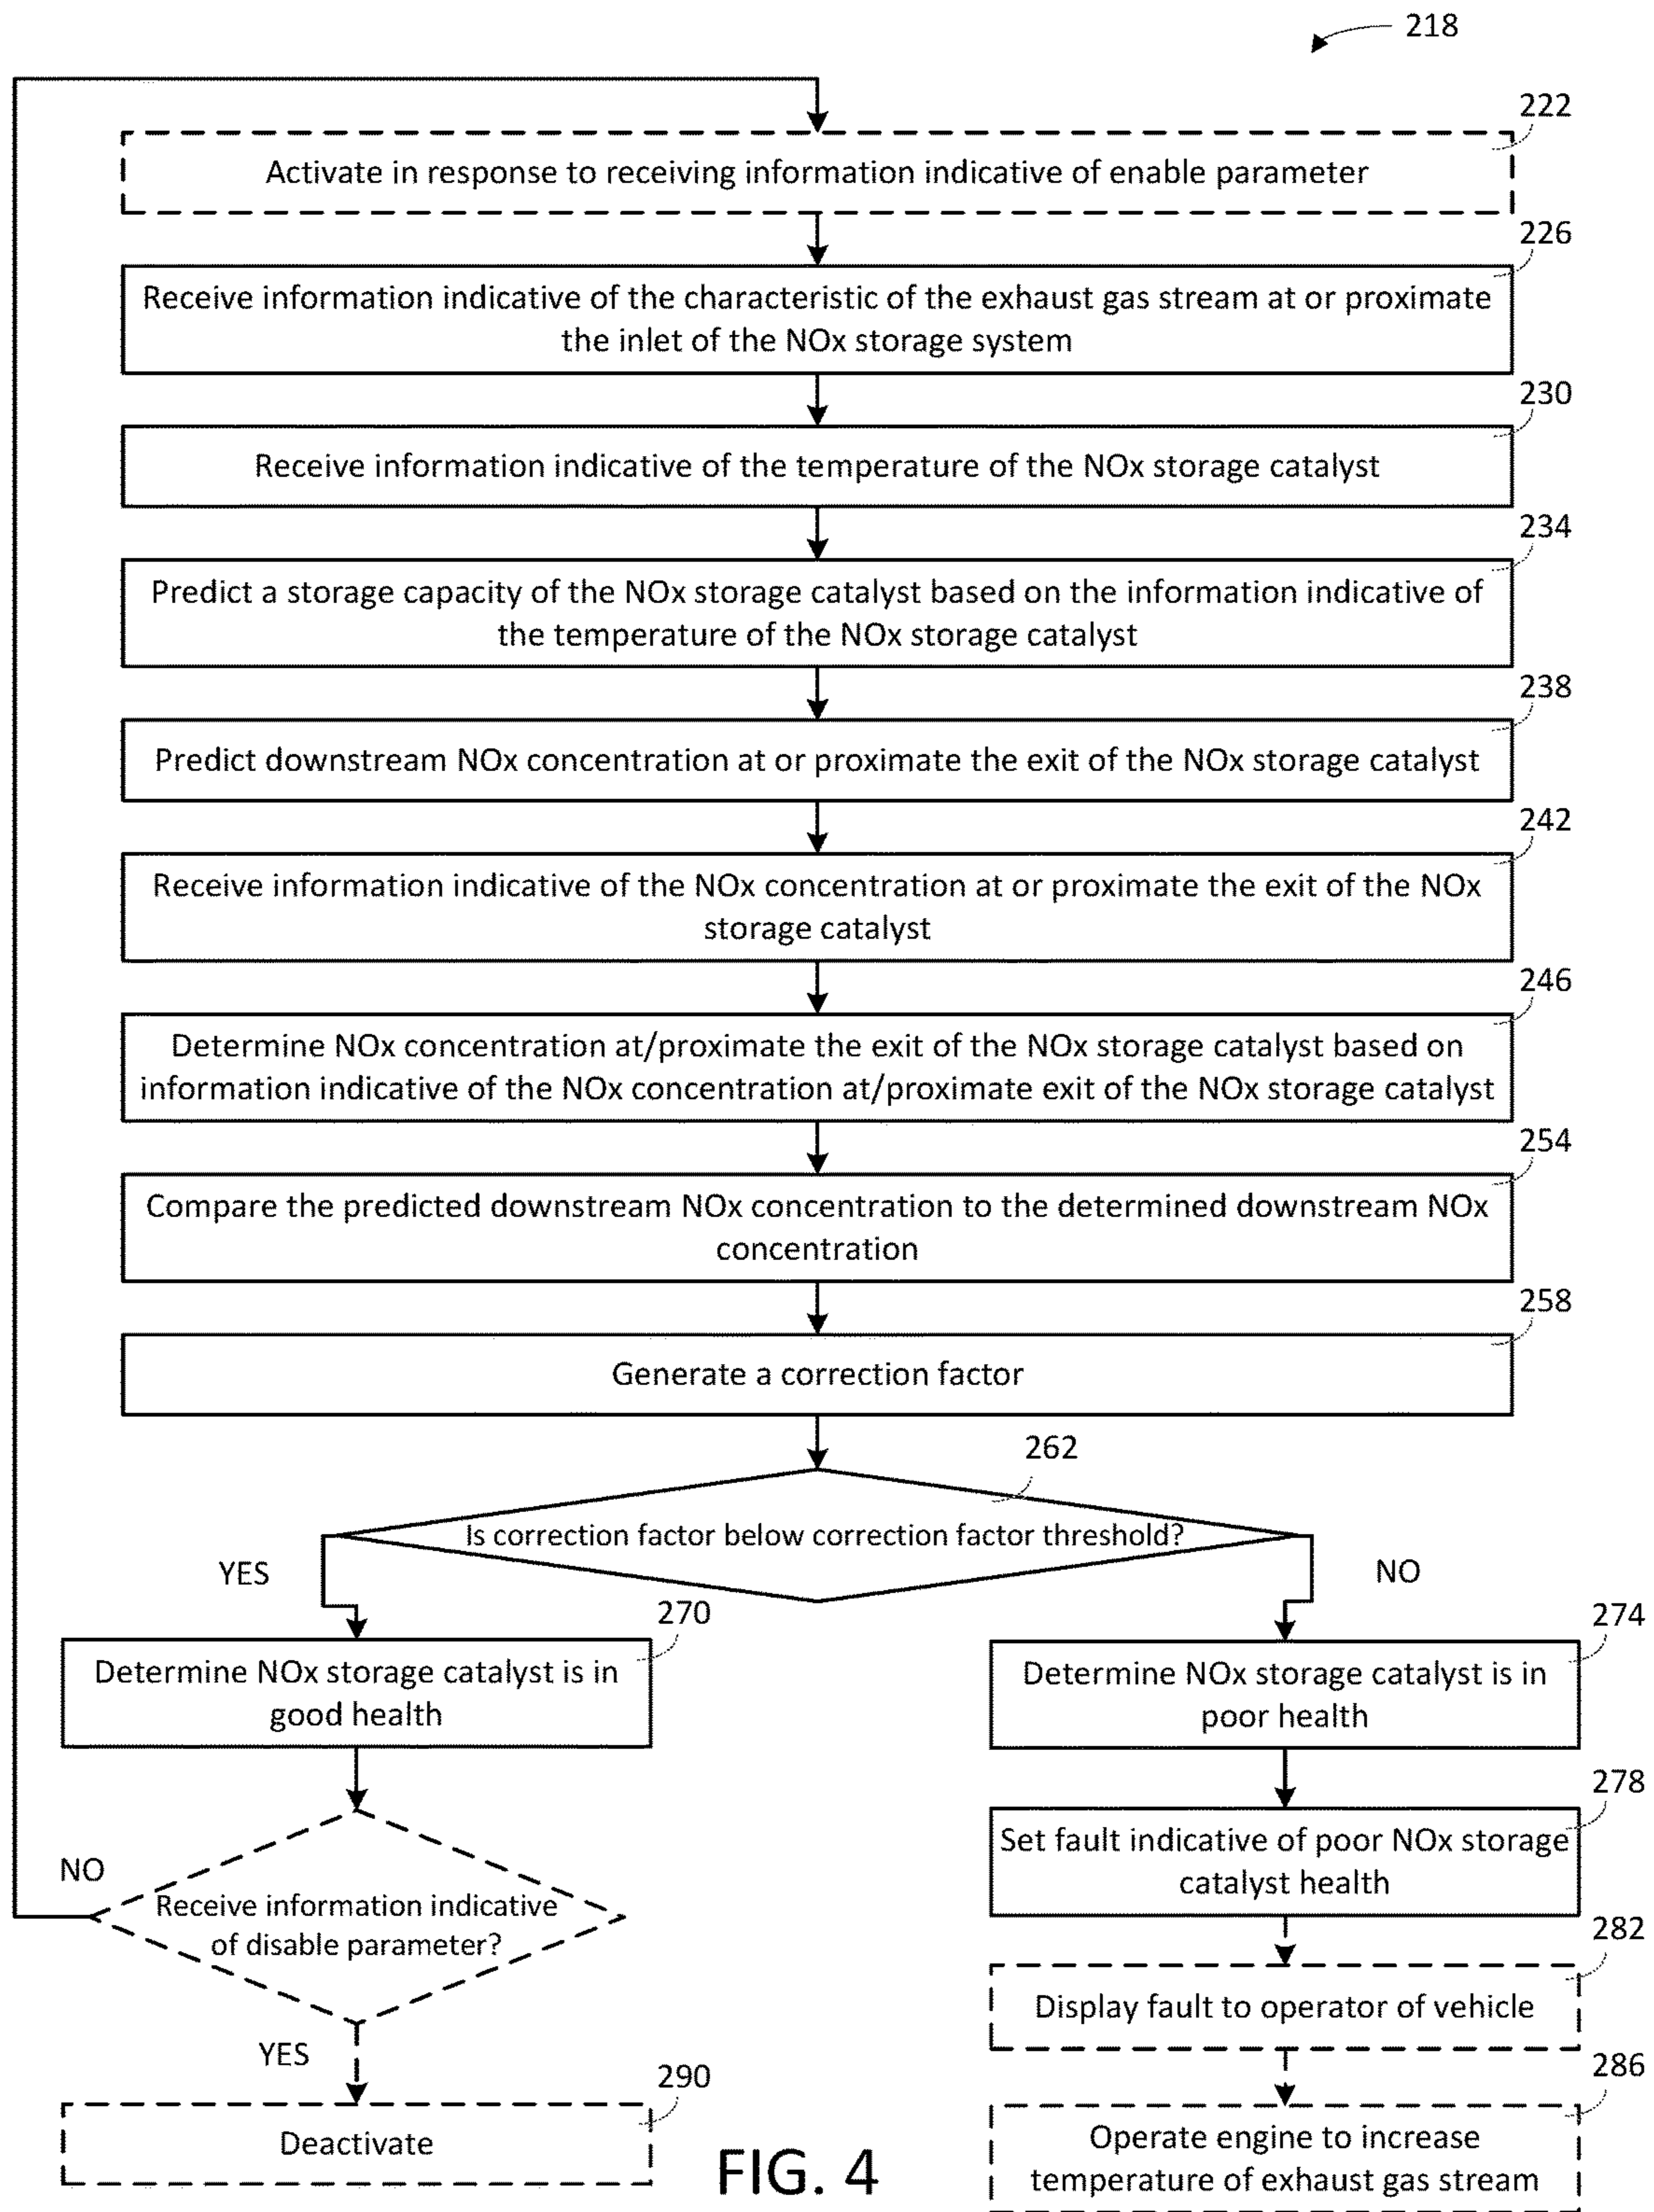 218
222
Activate in response to receiving information indicative of enable parameter
226
Receive information indicative of the characteristic of the exhaust gas stream at or proximate
the inlet of the NOx storage system
230
Receive information indicative of the temperature of the NOx storage catalyst
234
Predict a storage capacity of the NOx storage catalyst based on the information indicative of
the temperature of the NOx storage catalyst
238
Predict downstream NOx concentration at or proximate the exit of the NOx storage catalyst
242
Receive information indicative of the NOx concentration at or proximate the exit of the NOx
storage catalyst
246
Determine NOx concentration at/proximate the exit of the NOx storage catalyst based on
information indicative of the NOx concentration at/proximate exit of the NOx storage catalyst
254
Compare the predicted downstream NOx concentration to the determined downstream NOx
concentration
258
Generate a correction factor
262
Is correction factor below correction factor threshold?
YES
NO
270
Determine NOx storage catalyst is in
good health
274
Determine NOx storage catalyst is in
poor health
278
Set fault indicative of poor NOx storage
catalyst health
NO
Receive information indicative
of disable parameter?
282
Display fault to operator of vehicle
YES
290
Deactivate
286
Operate engine to increase
temperature of exhaust gas stream
FIG. 4